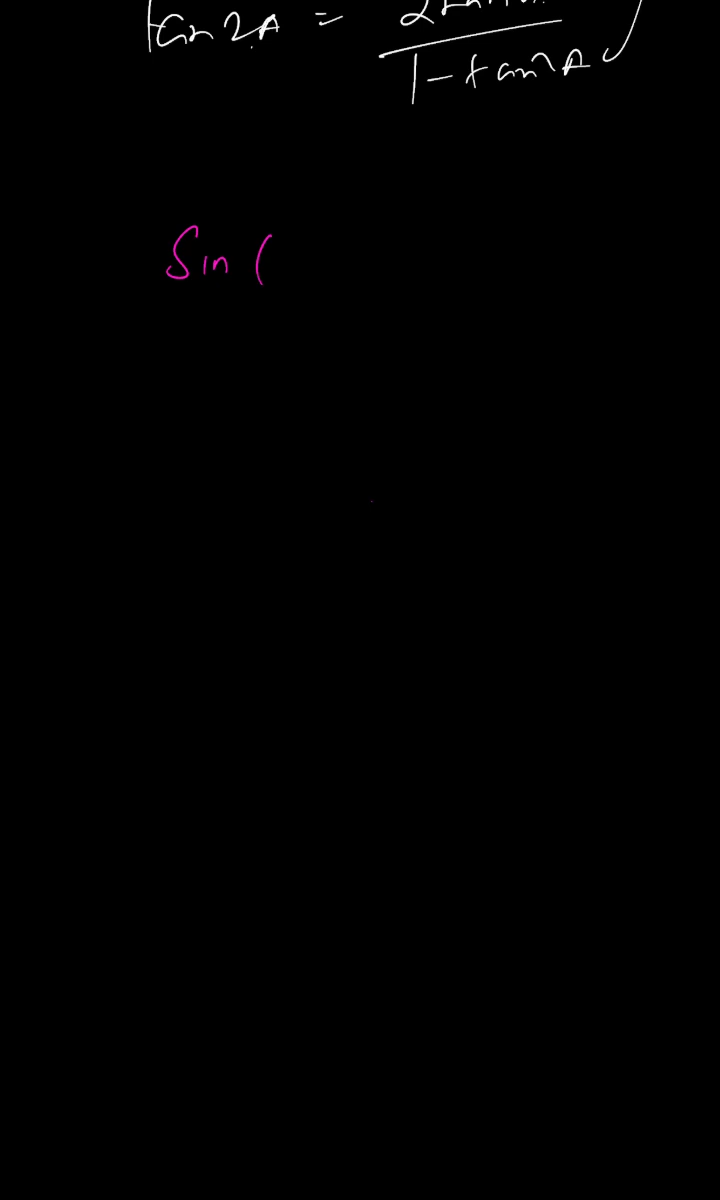 tan 2A =
1 - tan²A
Sin (